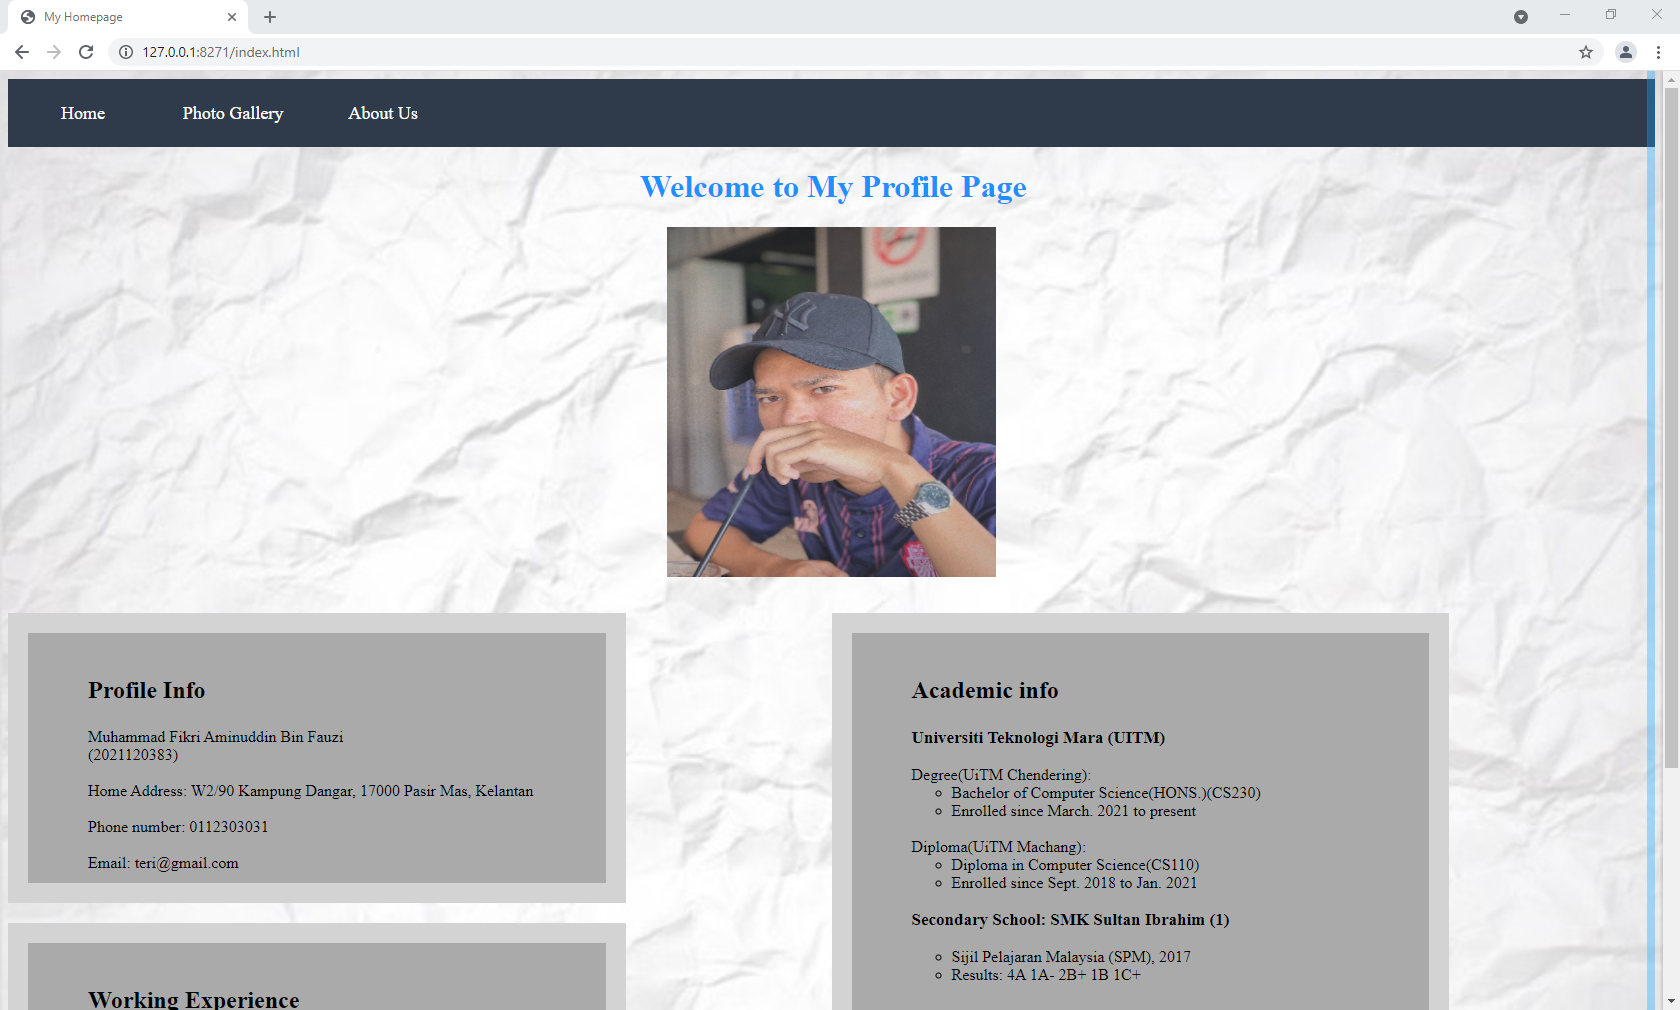 My Homepage
127.0.0.1:8271/index.html
Home Photo Gallery About Us
Welcome to My Profile Page
Profile Info
Muhammad Fikri Aminuddin Bin Fauzi
(2021120383)
Home Address: W2/90 Kampung Dangar, 17000 Pasir Mas, Kelantan
Phone number: 0112303031
Email: teri@gmail.com
Working Experience
Academic info
Universiti Teknologi Mara (UITM)
Degree(UiTM Chendering):
Bachelor of Computer Science(HONS.)(CS230)
Enrolled since March. 2021 to present
Diploma(UiTM Machang):
Diploma in Computer Science(CS110)
Enrolled since Sept. 2018 to Jan. 2021
Secondary School: SMK Sultan Ibrahim (1)
Sijil Pelajaran Malaysia (SPM), 2017
Results: 4A 1A- 2B+ 1B 1C+